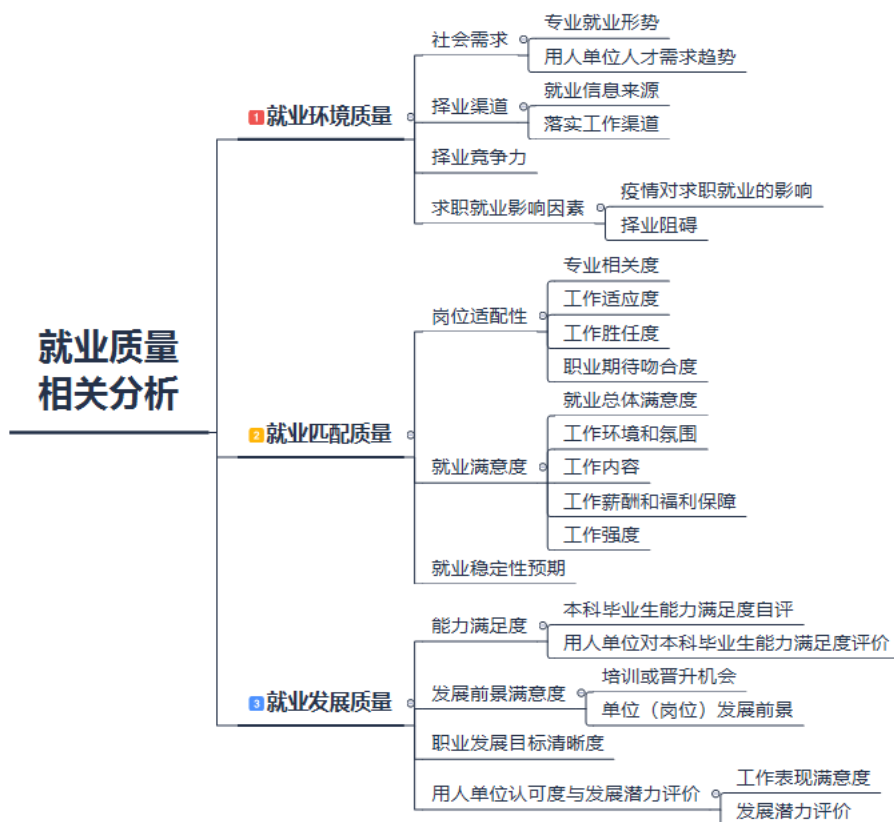 就业质量
相关分析
1 就业环境质量
社会需求
专业就业形势
用人单位人才需求趋势
择业渠道
就业信息来源
落实工作渠道
择业竞争力
求职就业影响因素
疫情对求职就业的影响
择业阻碍
2 就业匹配质量
岗位适配性
专业相关度
工作适应度
工作胜任度
职业期待吻合度
就业满意度
就业总体满意度
工作环境和氛围
工作内容
工作薪酬和福利保障
工作强度
就业稳定性预期
3 就业发展质量
能力满足度
本科毕业生能力满足度自评
用人单位对本科毕业生能力满足度评价
发展前景满意度
培训或晋升机会
单位（岗位）发展前景
职业发展目标清晰度
用人单位认可度与发展潜力评价
工作表现满意度
发展潜力评价